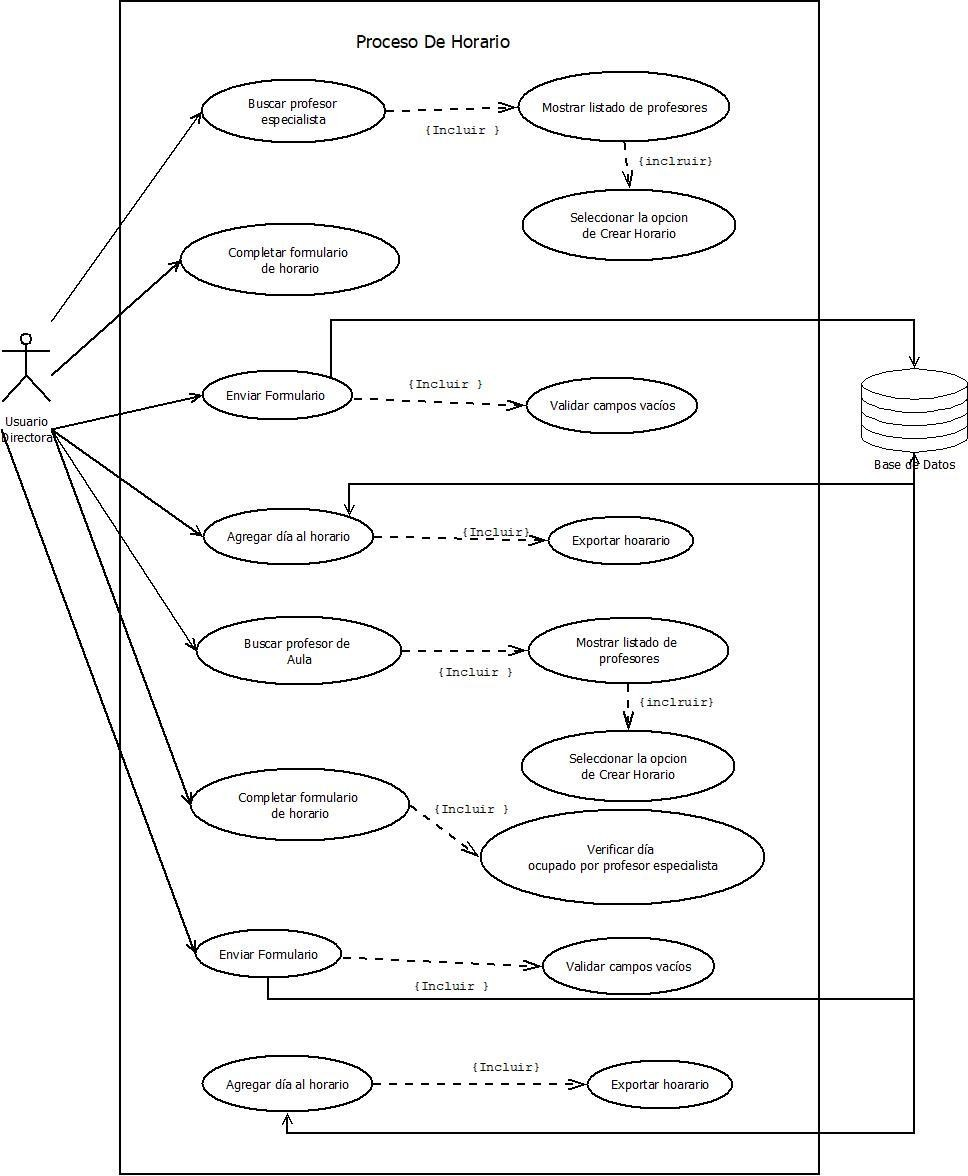 Proceso De Horario
Buscar profesor
especialista
{Incluir }
Mostrar listado de profesores
{inclruir}
Seleccionar la opcion
de Crear Horario
Completar formulario
de horario
Usuario
Directora
Enviar Formulario
{Incluir }
Validar campos vacíos
Base de Datos
Agregar día al horario
{Incluir}
Exportar hoarario
Buscar profesor de
Aula
{Incluir }
Mostrar listado de
profesores
{inclruir}
Seleccionar la opcion
de Crear Horario
Completar formulario
de horario
{Incluir }
Verificar día
ocupado por profesor especialista
Enviar Formulario
{Incluir }
Validar campos vacíos
Agregar día al horario
{Incluir}
Exportar hoarario